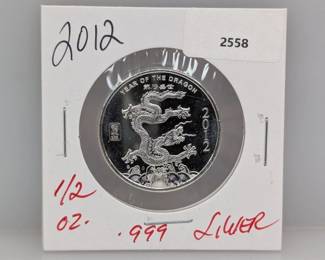 2012
2558
YEAR OF THE DRAGON
2012
1/2
OZ.
.999
SILVER